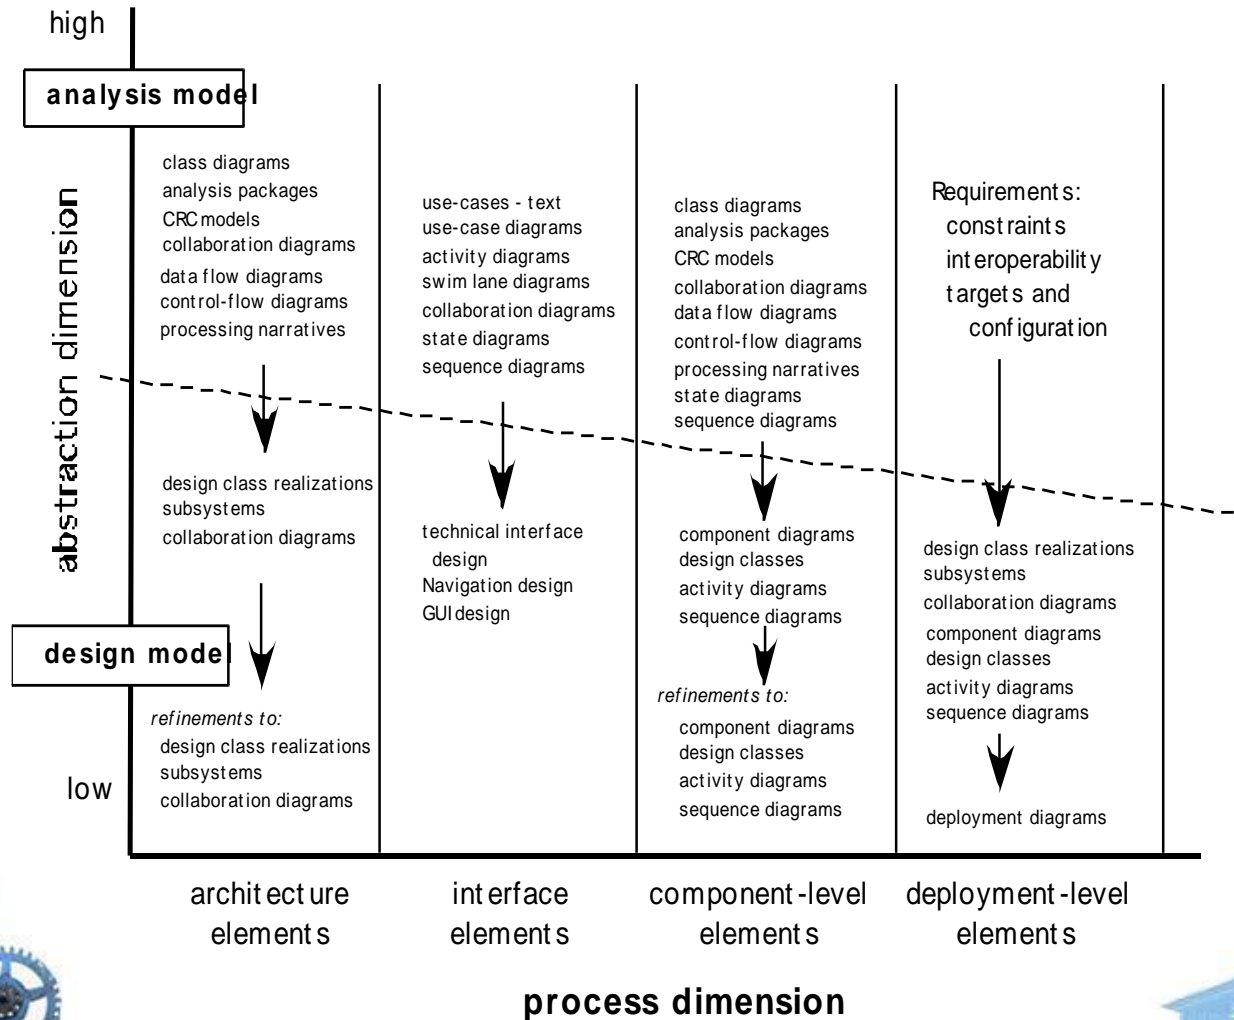 high
analysis model
abstraction dimension
class diagrams
analysis packages
CRC models
collaboration diagrams
data flow diagrams
control-flow diagrams
processing narratives
design class realizations
subsystems
collaboration diagrams
design model
refinements to:
design class realizations
subsystems
collaboration diagrams
low
use-cases - text
use-case diagrams
activity diagrams
swim lane diagrams
collaboration diagrams
state diagrams
sequence diagrams
technical interface
design
Navigation design
GUI design
class diagrams
analysis packages
CRC models
collaboration diagrams
data flow diagrams
control-flow diagrams
processing narratives
state diagrams
sequence diagrams
component diagrams
design classes
activity diagrams
sequence diagrams
refinements to:
component diagrams
design classes
activity diagrams
sequence diagrams
Requirements:
constraints
interoperability
targets and
configuration
design class realizations
subsystems
collaboration diagrams
component diagrams
design classes
activity diagrams
sequence diagrams
deployment diagrams
architecture
elements
interface
elements
component-level
elements
deployment-level
elements
process dimension